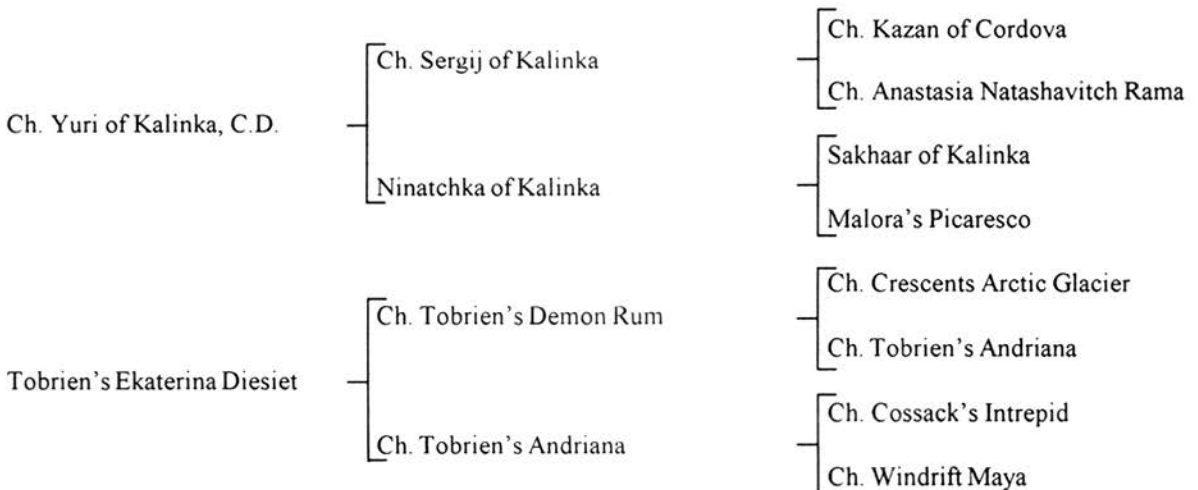 Ch. Kazan of Cordova
Ch. Sergij of Kalinka
Ch. Anastasia Natashavitch Rama
Ch. Yuri of Kalinka, C.D.
Sakhaar of Kalinka
Ninatchka of Kalinka
Malora's Picaresco
Ch. Crescents Arctic Glacier
Ch. Tobrien's Demon Rum
Ch. Tobrien's Andriana
Tobrien's Ekaterina Diesiet
Ch. Cossack's Intrepid
Ch. Tobrien's Andriana
Ch. Windrift Maya